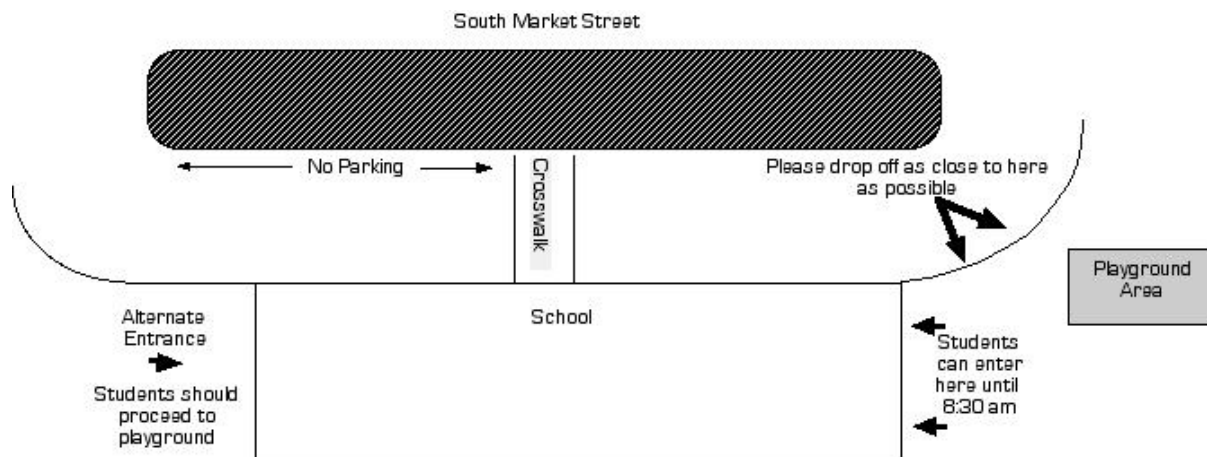 South Market Street
No Parking
Crosswalk
Please drop off as close to here
as possible
Playground
Area
Alternate
Entrance
Students should
proceed to
playground
School
Students
can enter
here until
8:30 am